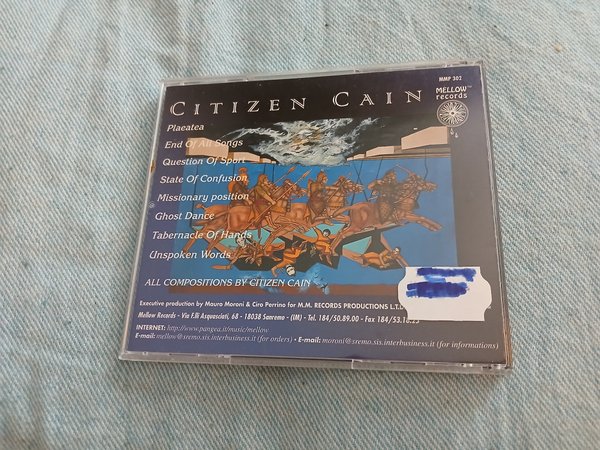 MMP 302
CITIZEN CAIN
MELLOW™
records
Plaeatea
End Of All Songs
Question Of Sport
State Of Confusion
Missionary position
Ghost Dance
Tabernacle Of Hands
Unspoken Words
ALL COMPOSITIONS BY CITIZEN CAIN
Executive production by Mauro Moroni & Ciro Perrino for M.M. RECORDS PRODUCTIONS L.T.D
Mellow Records - Via F.lli Asquasciati, 68 - 18038 Sanremo - (IM) - Tel. 184/50.89.00 - Fax 184/53.18.25
INTERNET: http://www.pangea.it/music/mellow
E-mail: mellow@sremo.sis.interbusiness.it (for orders) • E-mail: moroni@sremo.sis.interbusiness.it (for informations)